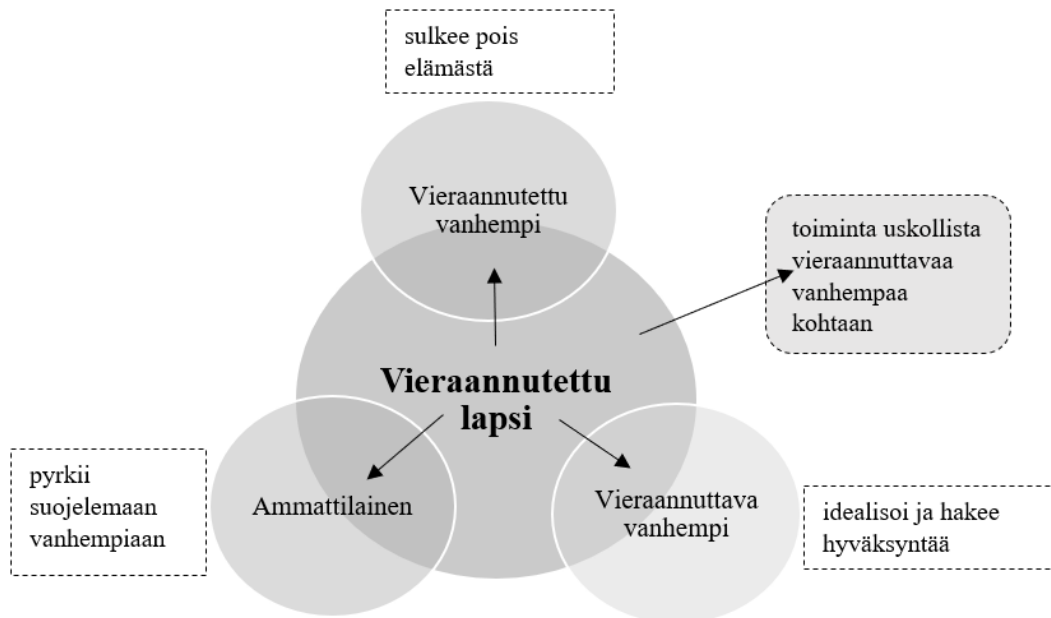 sulkee pois
elämästä
Vieraannutettu
vanhempi
toiminta uskollista
vieraannuttavaa
vanhempaa
kohtaan
Vieraannutettu
lapsi
pyrkii
suojelemaan
vanhempiaan
Ammattilainen
Vieraannuttava
vanhempi
idealisoi ja hakee
hyväksyntää